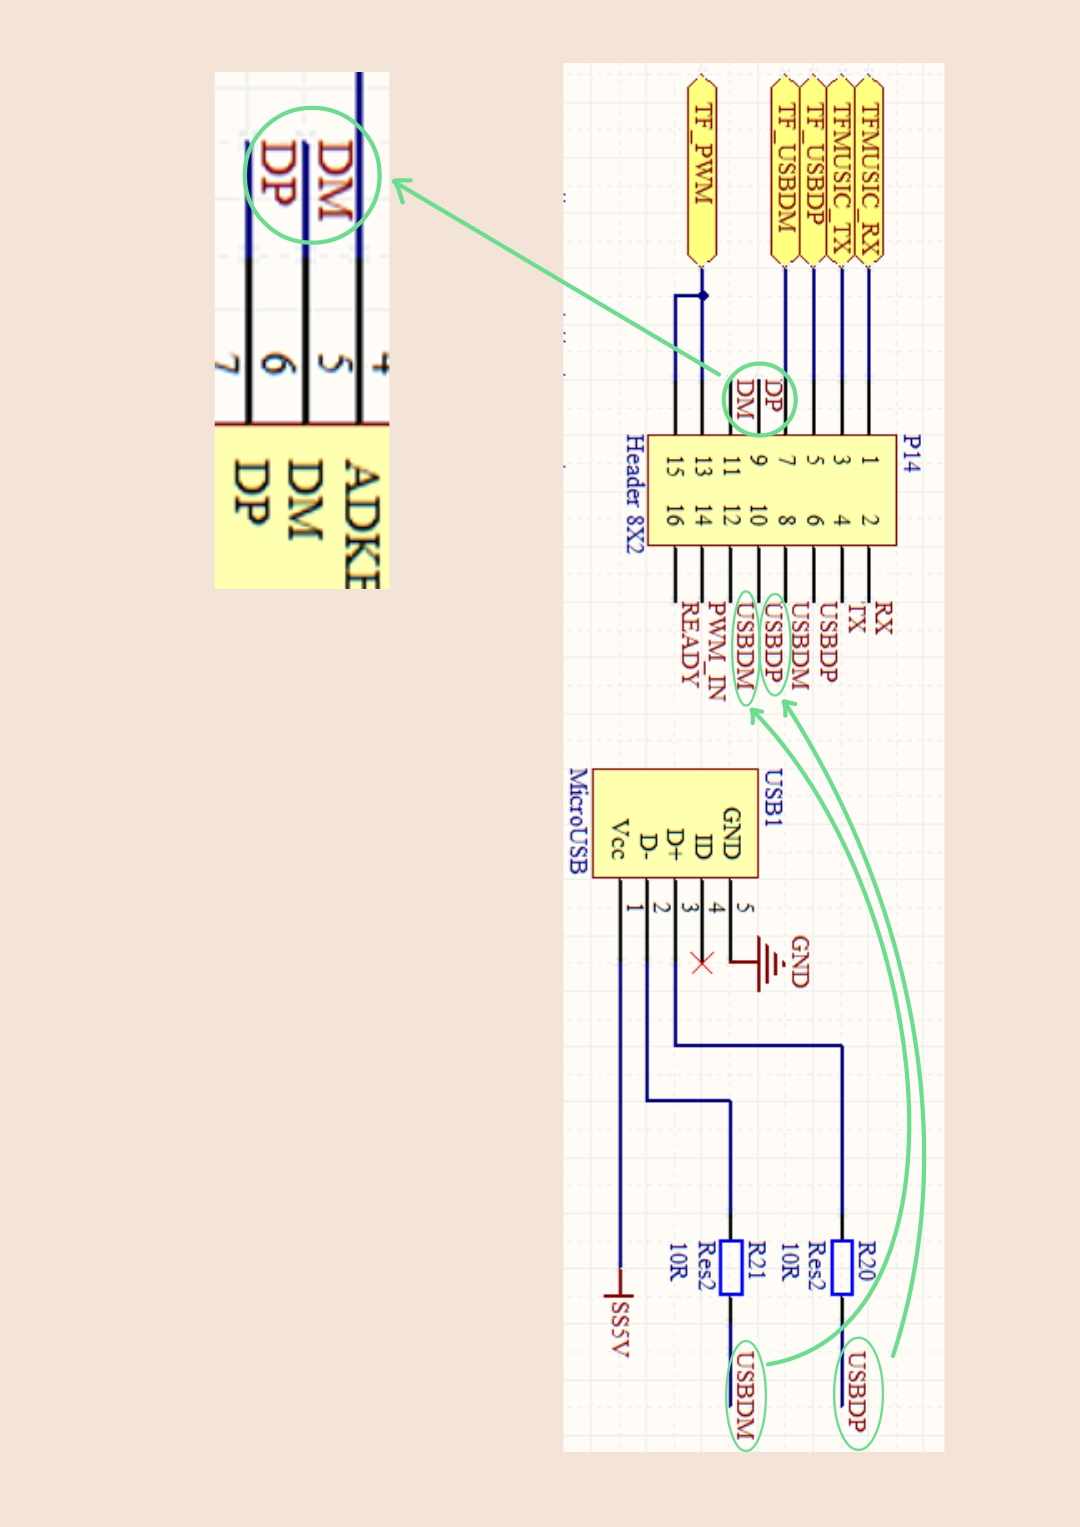 P14
TFMUSIC_RX 1 2 RX
TFMUSIC_TX 3 4 TX
TF_USBDP 5 6 USBDP
TF_USBDM 7 8 USBDM
DP 9 10 USBDP
DM 11 12 USBDM
TF_PWM 13 14 PWM_IN
15 16 READY
Header 8X2
USB1
GND
GND 5
ID 4
D+ 3
D- 2
Vcc 1
MicroUSB
R20
USBDP
Res2
10R
R21
USBDM
Res2
10R
SS5V
4 ADKE
DM 5 DM
DP 6 DP
7